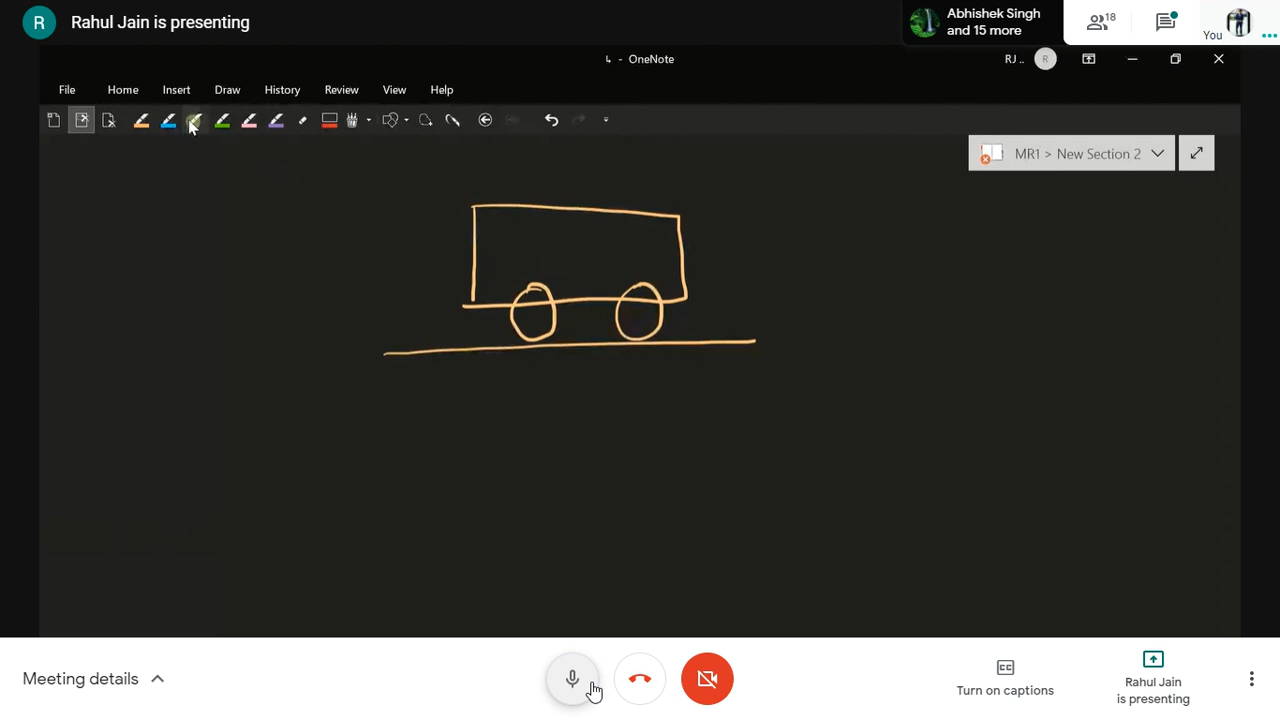 R Rahul Jain is presenting
Abhishek Singh
and 15 more
18
You
↳ - OneNote
RJ ..
R
File Home Insert Draw History Review View Help
MR1 > New Section 2
Meeting details
CC
Turn on captions
Rahul Jain
is presenting